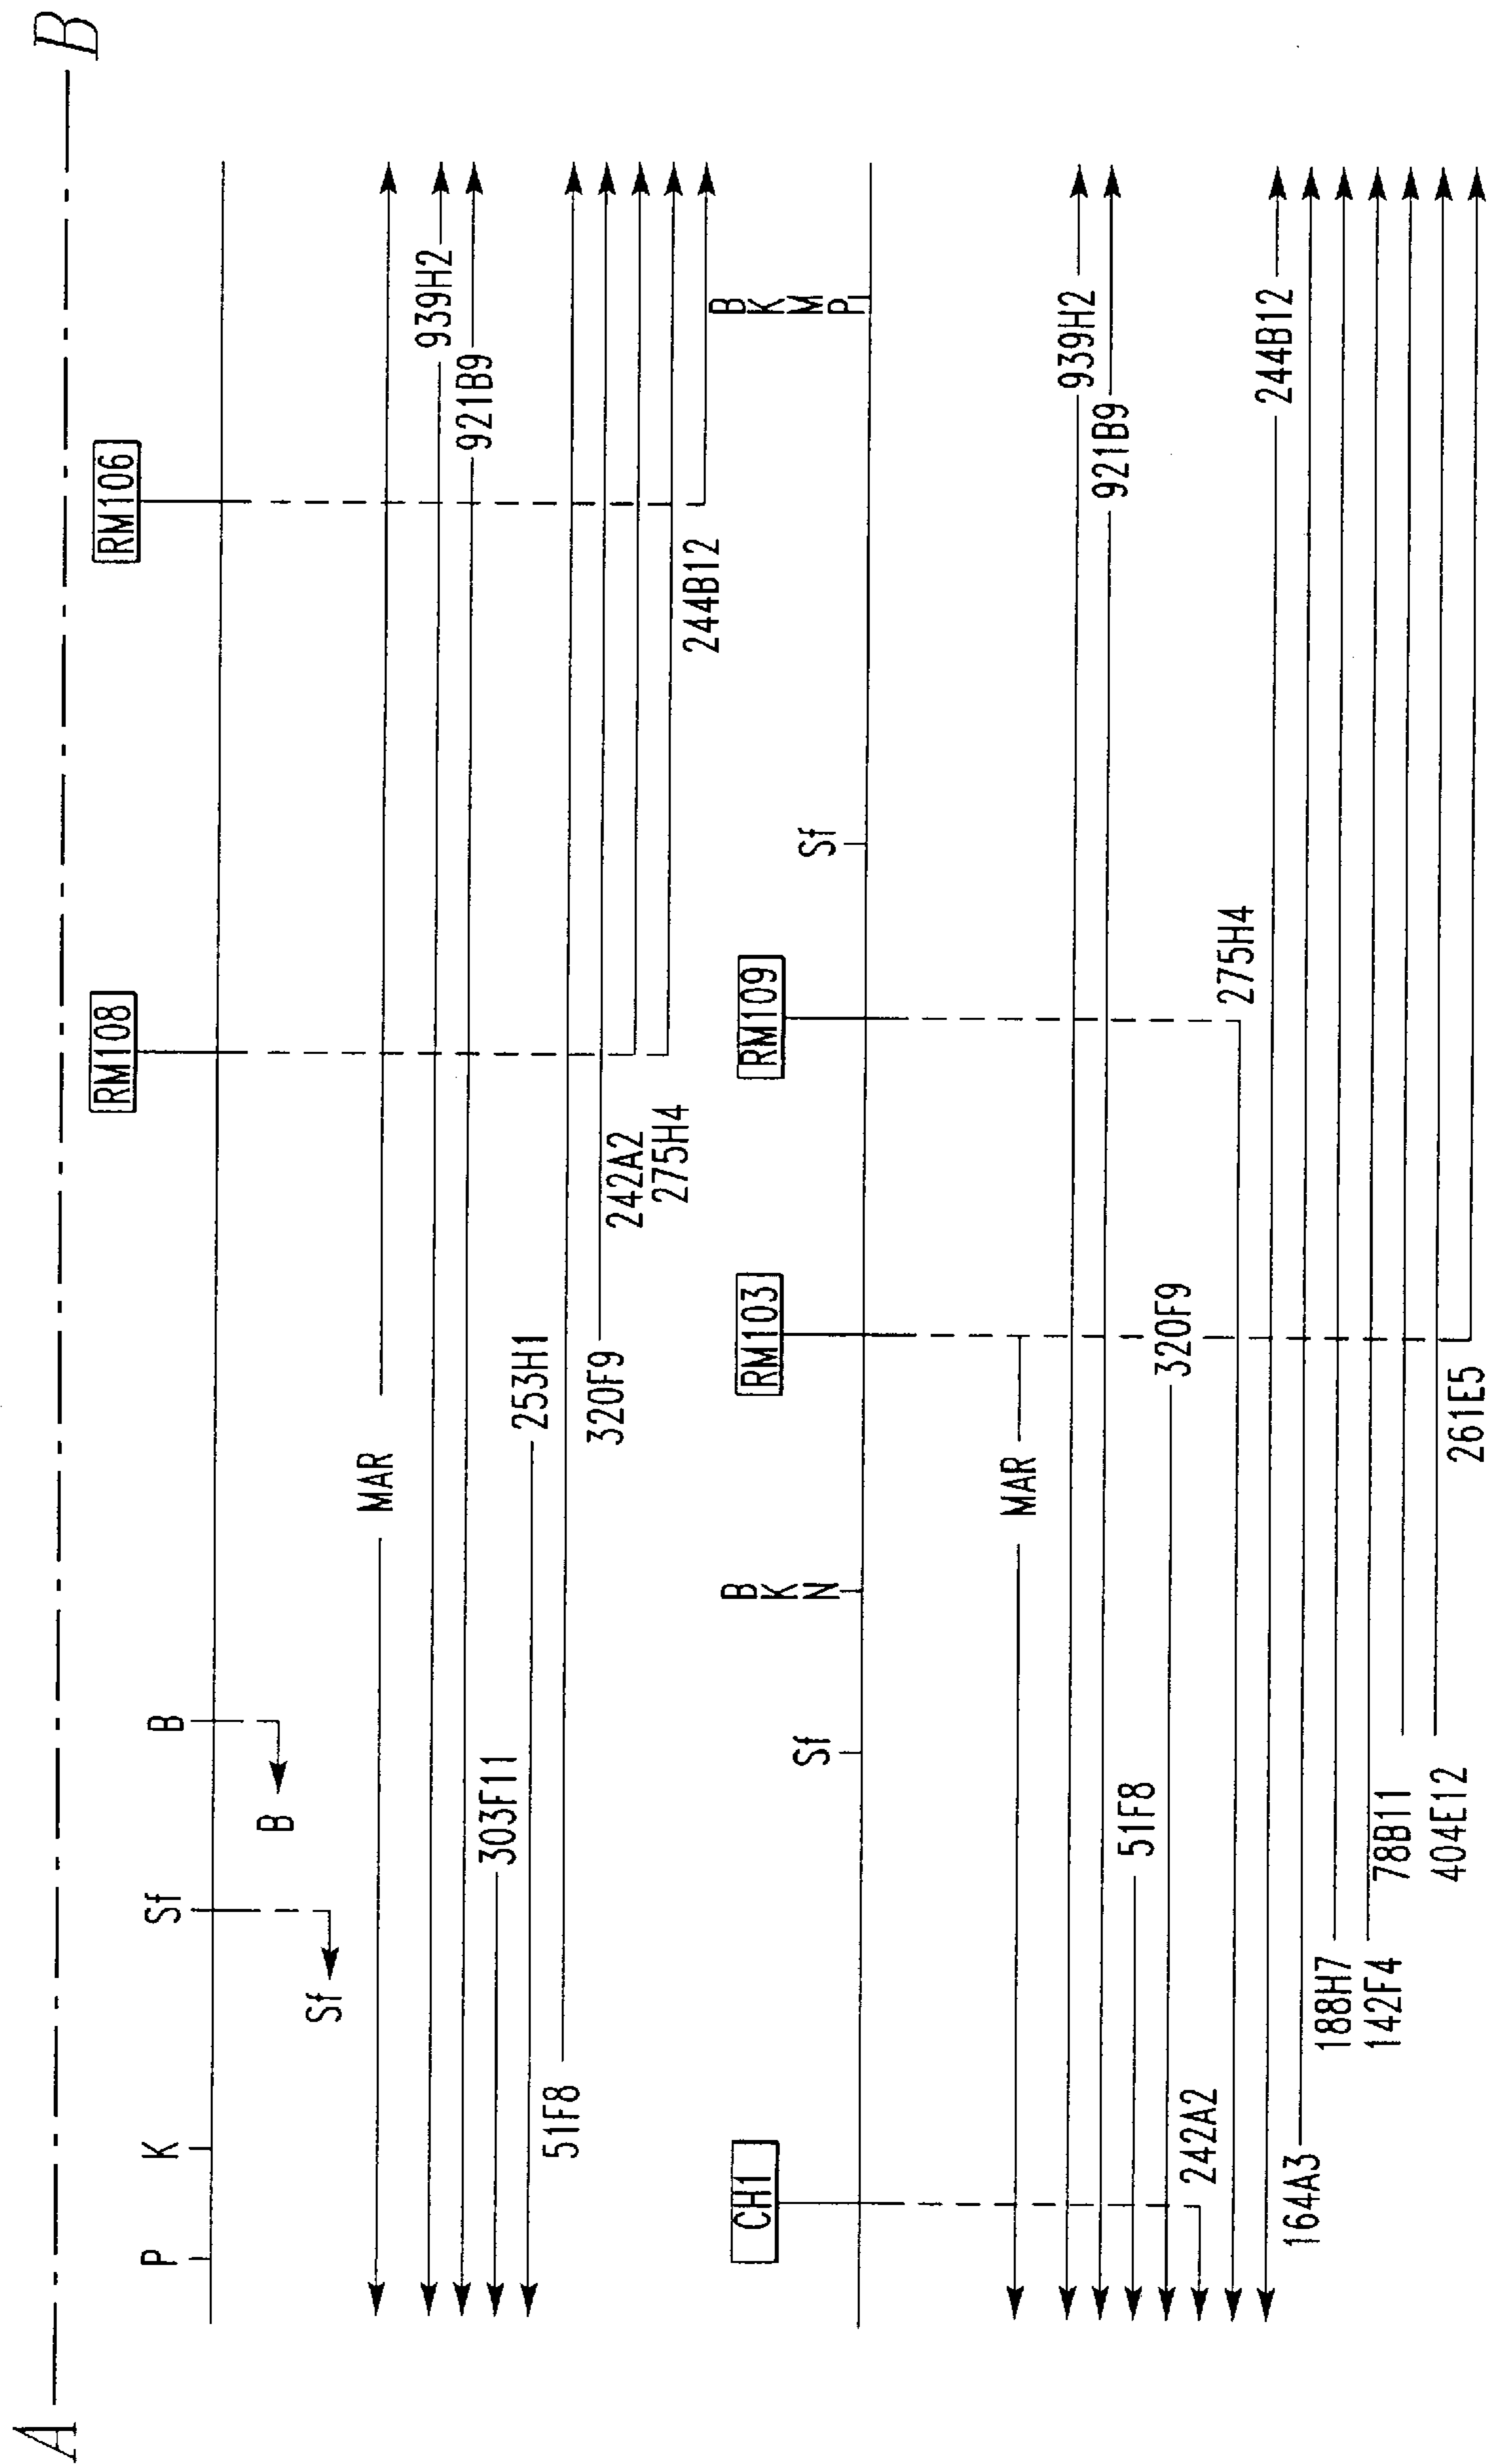 A B
RM108 RM106
P K Sf B
B
Sf
MAR
939H2
921B9
303F11
253H1
51F8
320F9
242A2
275H4
244B12
CH1 RM103 RM109
Sf
B
K
N
Sf
B
K
M
P
MAR
939H2
921B9
51F8
320F9
242A2
275H4
244B12
164A3
188H7
142F4
78B11
404E12
261E5